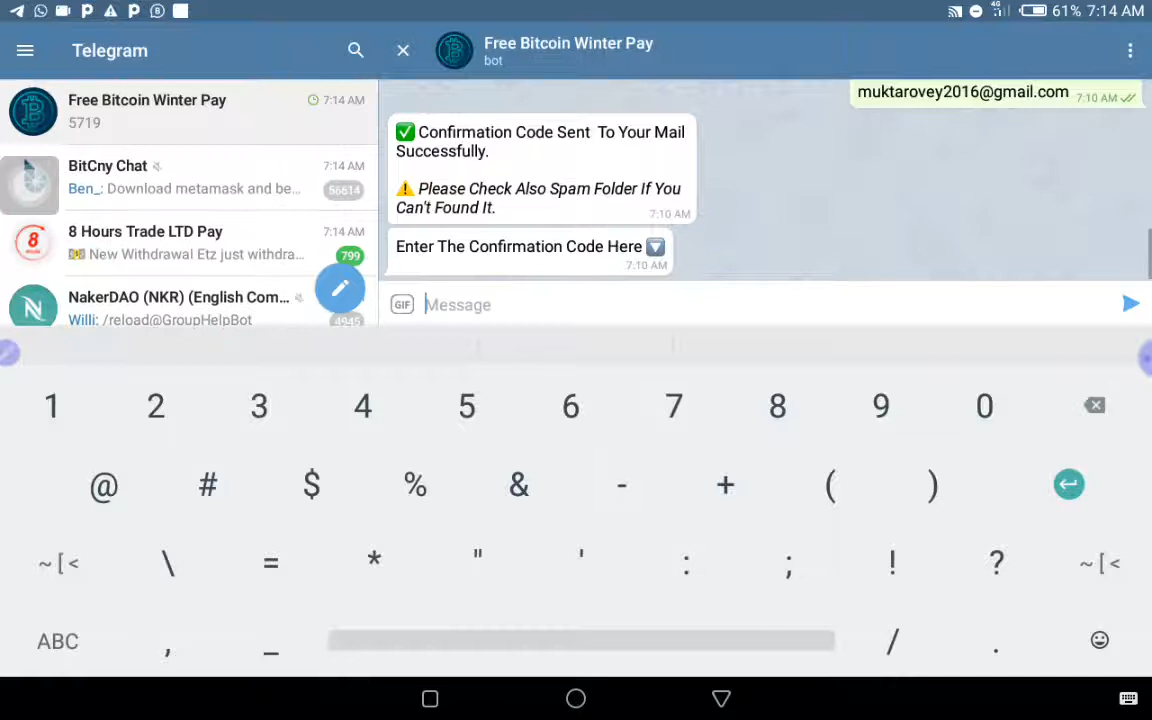 61% 7:14 AM
Telegram
Free Bitcoin Winter Pay
bot
Free Bitcoin Winter Pay 7:14 AM
5719
BitCny Chat 7:14 AM
Ben_: Download metamask and be... 56614
8 Hours Trade LTD Pay 7:14 AM
New Withdrawal Etz just withdra... 799
NakerDAO (NKR) (English Com...
Willi: /reload@GroupHelpBot 4945
muktarovey2016@gmail.com 7:10 AM
Confirmation Code Sent To Your Mail
Successfully.
Please Check Also Spam Folder If You
Can't Found It.
7:10 AM
Enter The Confirmation Code Here
7:10 AM
GIF Message
1 2 3 4 5 6 7 8 9 0
@ # $ % & - + ( )
~ [ < \ = * " ' : ; ! ? ~ [ <
ABC , _ / .